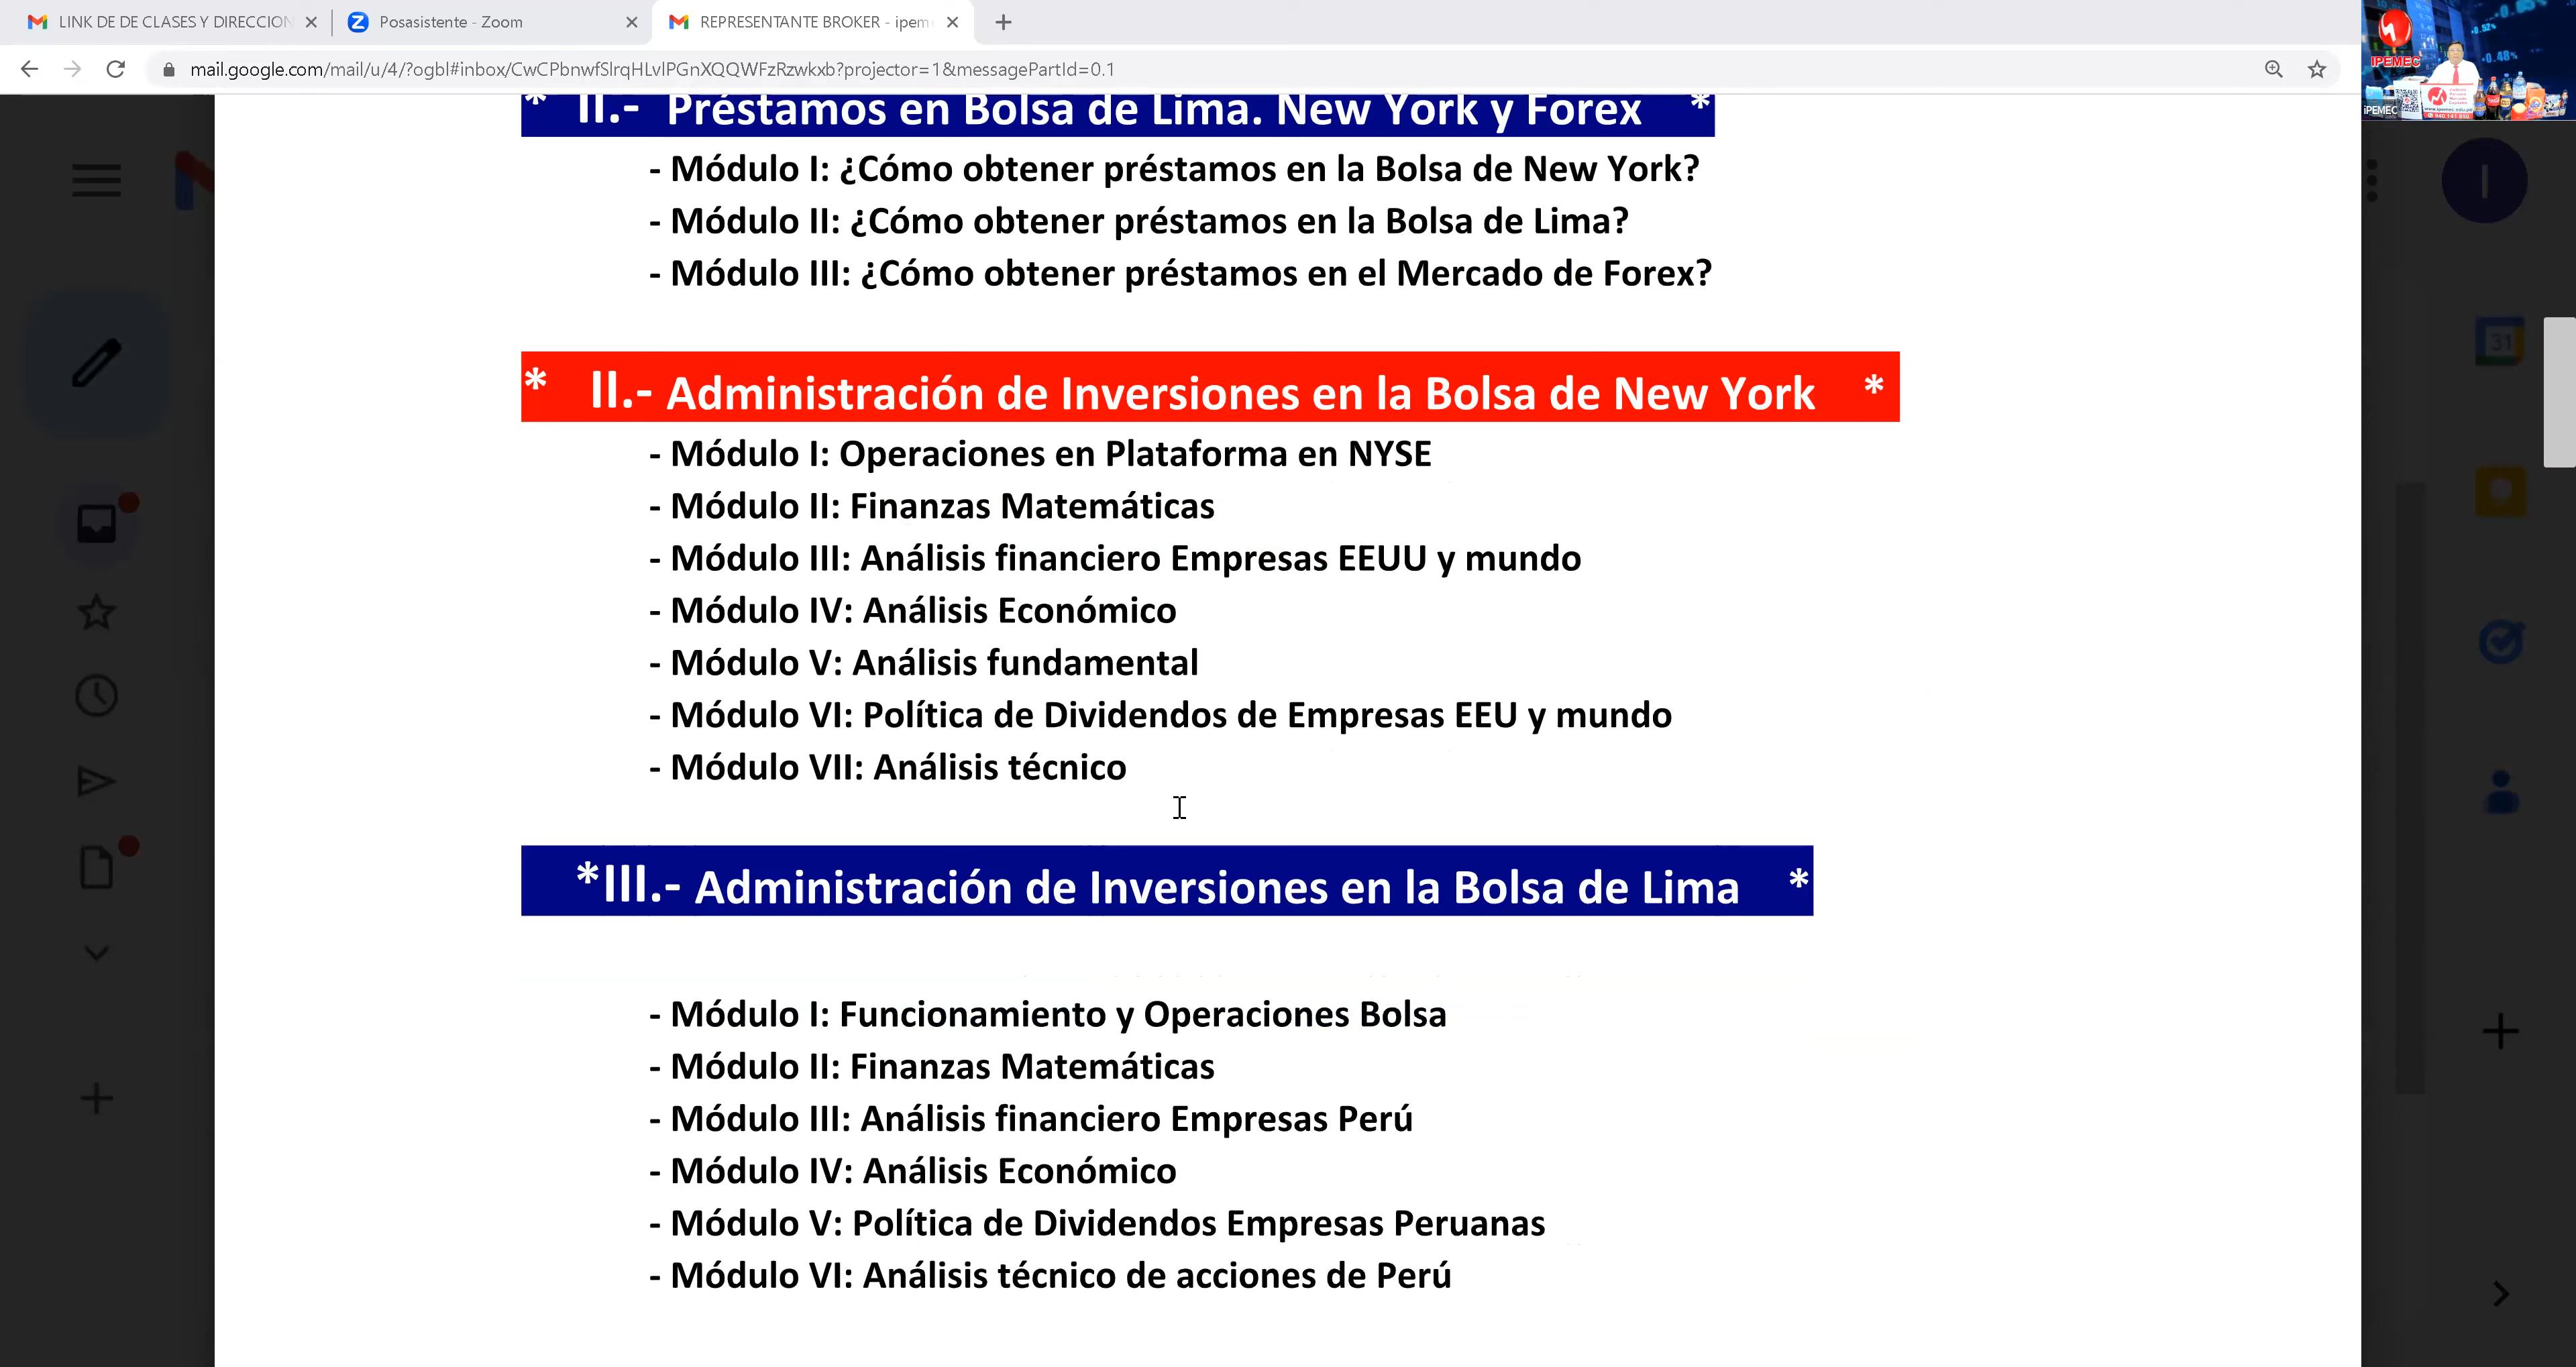 LINK DE DE CLASES Y DIRECCION
Posasistente - Zoom
REPRESENTANTE BROKER - ipem
mail.google.com/mail/u/4/?ogbl#inbox/CwCPbnwfSlrqHLvlPGnXQQWFzRzwkxb?projector=1&messagePartId=0.1
* II.- Préstamos en Bolsa de Lima. New York y Forex *
- Módulo I: ¿Cómo obtener préstamos en la Bolsa de New York?
- Módulo II: ¿Cómo obtener préstamos en la Bolsa de Lima?
- Módulo III: ¿Cómo obtener préstamos en el Mercado de Forex?
* II.- Administración de Inversiones en la Bolsa de New York *
- Módulo I: Operaciones en Plataforma en NYSE
- Módulo II: Finanzas Matemáticas
- Módulo III: Análisis financiero Empresas EEUU y mundo
- Módulo IV: Análisis Económico
- Módulo V: Análisis fundamental
- Módulo VI: Política de Dividendos de Empresas EEU y mundo
- Módulo VII: Análisis técnico
*III.- Administración de Inversiones en la Bolsa de Lima *
- Módulo I: Funcionamiento y Operaciones Bolsa
- Módulo II: Finanzas Matemáticas
- Módulo III: Análisis financiero Empresas Perú
- Módulo IV: Análisis Económico
- Módulo V: Política de Dividendos Empresas Peruanas
- Módulo VI: Análisis técnico de acciones de Perú
IPEMEC
iPEMEC
I
31